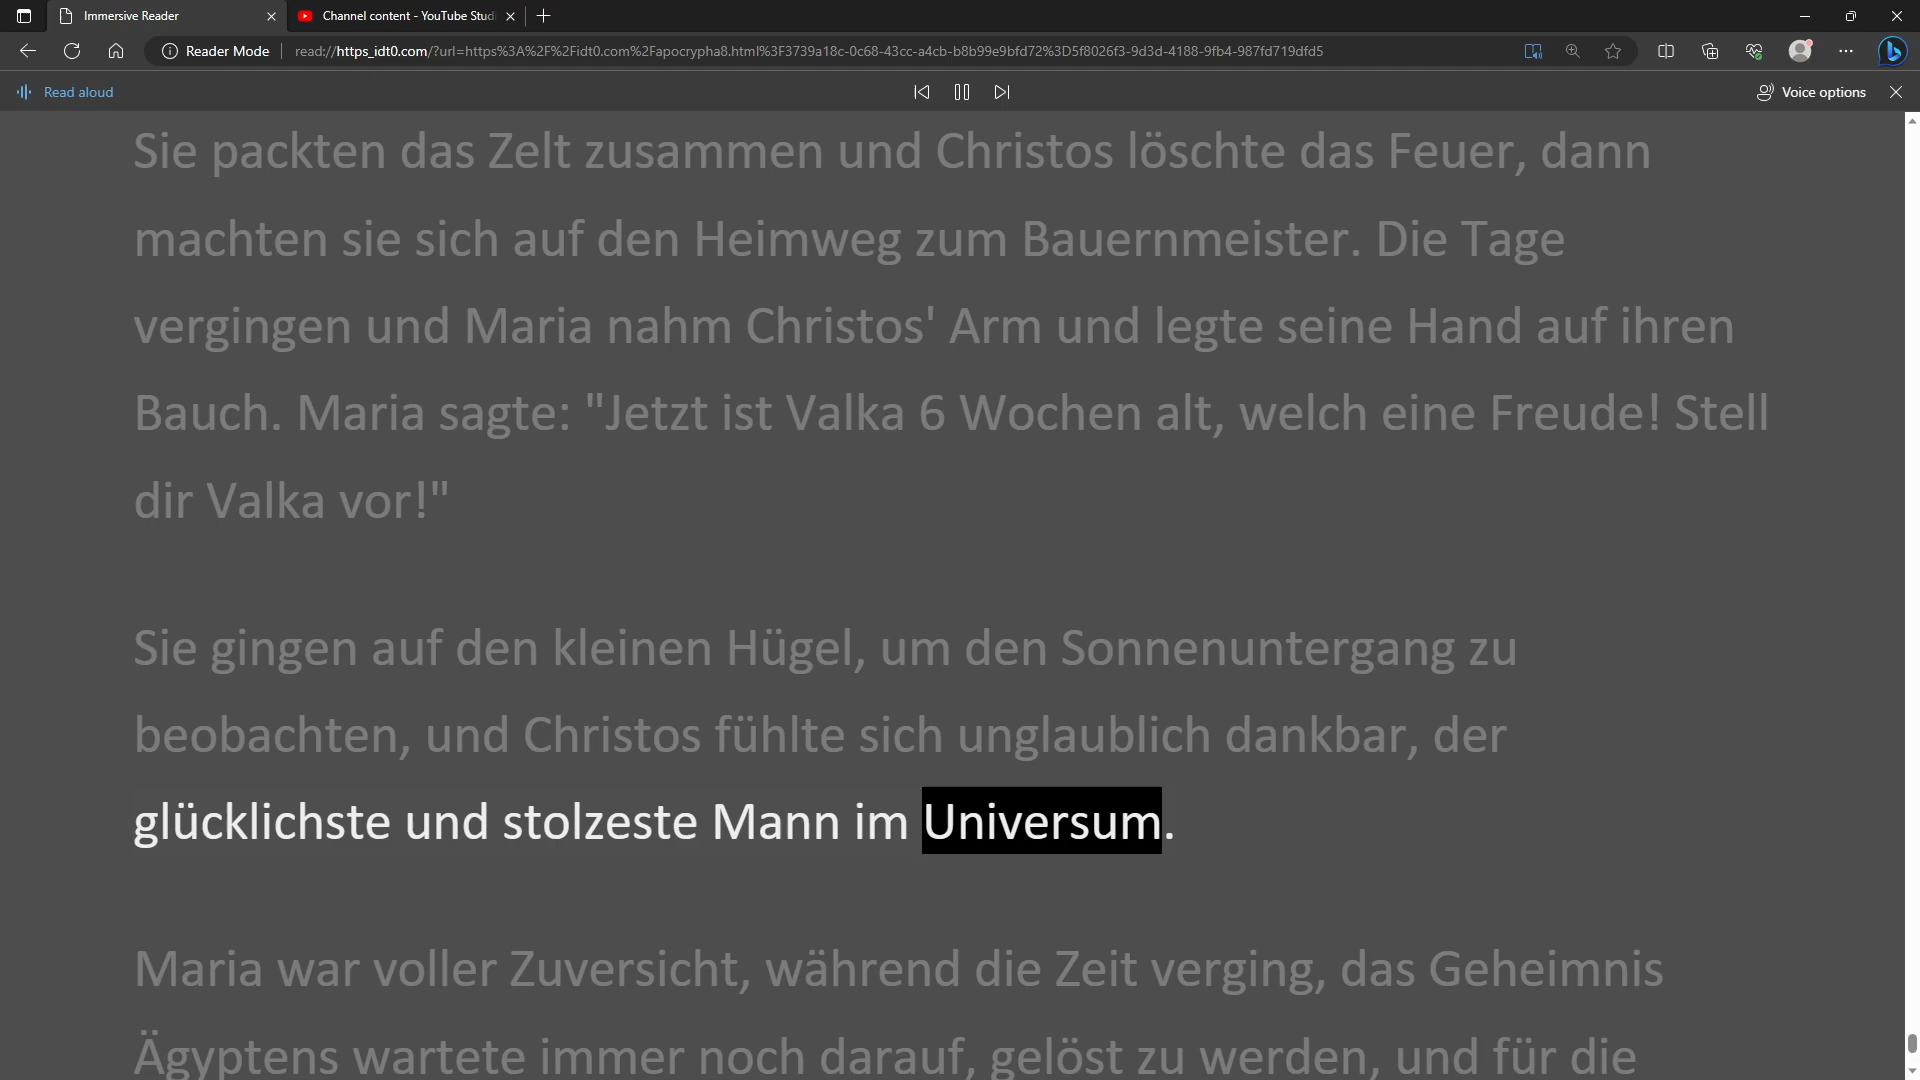 Immersive Reader
Channel content - YouTube Studi
Reader Mode
read://https_idt0.com/?url=https%3A%2F%2Fidt0.com%2Fapocrypha8.html%3F3739a18c-0c68-43cc-a4cb-b8b99e9bfd72%3D5f8026f3-9d3d-4188-9fb4-987fd719dfd5
Read aloud
Voice options
Sie packten das Zelt zusammen und Christos löschte das Feuer, dann
machten sie sich auf den Heimweg zum Bauernmeister. Die Tage
vergingen und Maria nahm Christos' Arm und legte seine Hand auf ihren
Bauch. Maria sagte: "Jetzt ist Valka 6 Wochen alt, welch eine Freude! Stell
dir Valka vor!"
Sie gingen auf den kleinen Hügel, um den Sonnenuntergang zu
beobachten, und Christos fühlte sich unglaublich dankbar, der
glücklichste und stolzeste Mann im Universum.
Maria war voller Zuversicht, während die Zeit verging, das Geheimnis
Ägyptens wartete immer noch darauf, gelöst zu werden, und für die